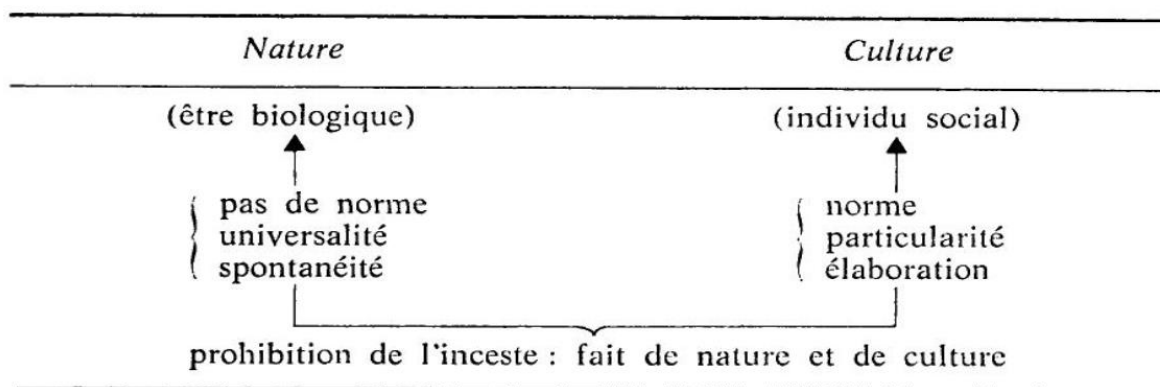 Nature Culture
(être biologique) (individu social)
pas de norme norme
universalité particularité
spontanéité élaboration
prohibition de l'inceste : fait de nature et de culture